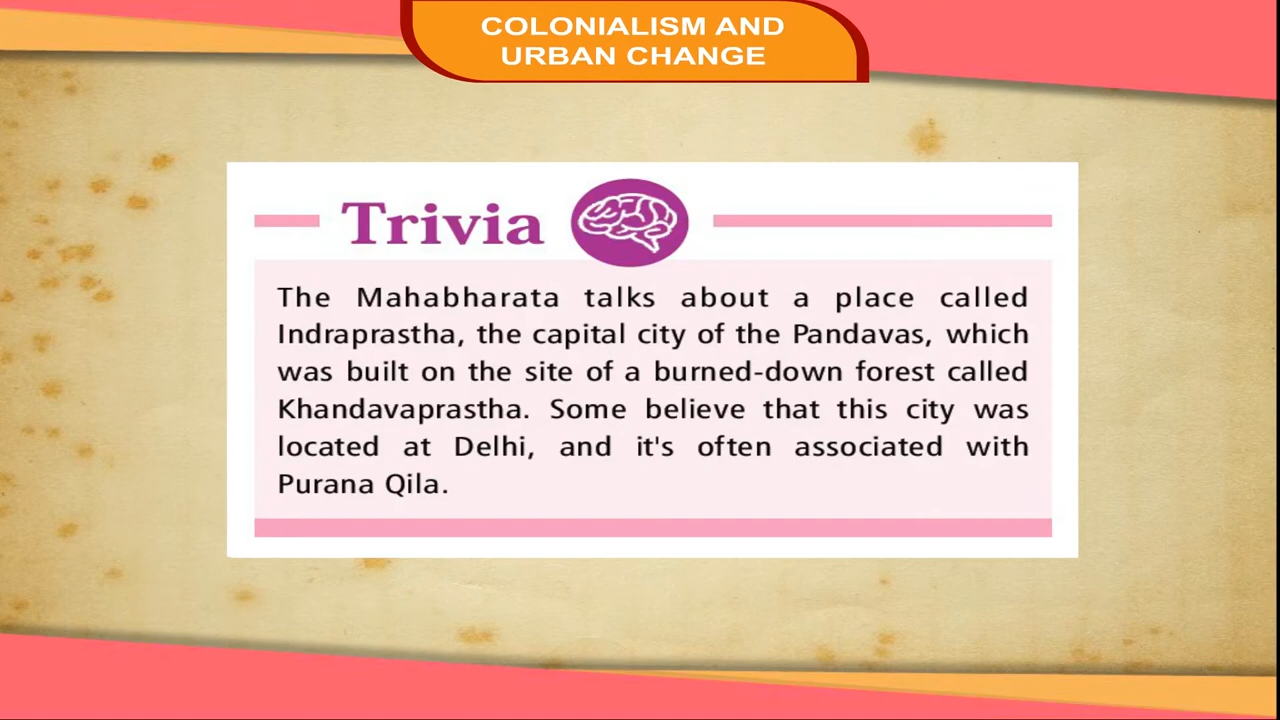 COLONIALISM AND
URBAN CHANGE
Trivia
The Mahabharata talks about a place called
Indraprastha, the capital city of the Pandavas, which
was built on the site of a burned-down forest called
Khandavaprastha. Some believe that this city was
located at Delhi, and it's often associated with
Purana Qila.